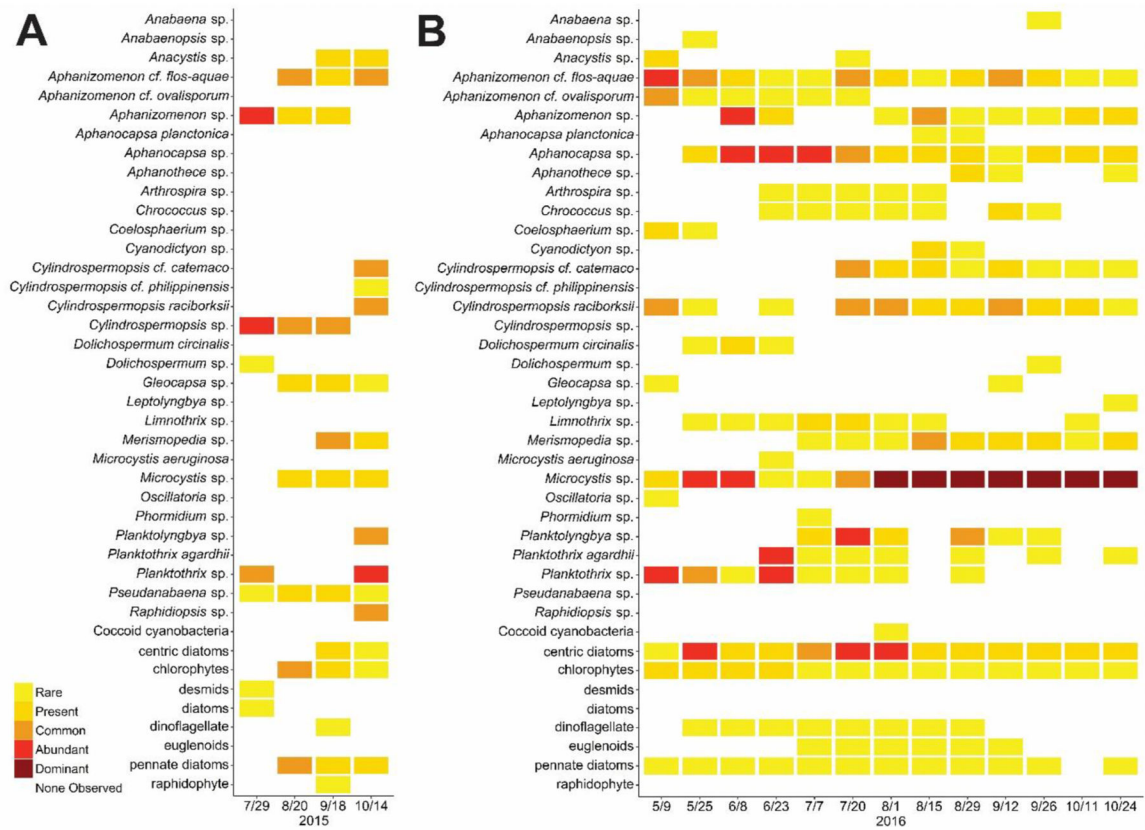 A
Anabaena sp.
Anabaenopsis sp.
Anacystis sp.
Aphanizomenon cf. flos-aquae
Aphanizomenon cf. ovalisporum
Aphanizomenon sp.
Aphanocapsa planctonica
Aphanocapsa sp.
Aphanothece sp.
Arthrospira sp.
Chrococcus sp.
Coelosphaerium sp.
Cyanodictyon sp.
Cylindrospermopsis cf. catemaco
Cylindrospermopsis cf. philippinensis
Cylindrospermopsis raciborksii
Cylindrospermopsis sp.
Dolichospermum circinalis
Dolichospermum sp.
Gleocapsa sp.
Leptolyngbya sp.
Limnothrix sp.
Merismopedia sp.
Microcystis aeruginosa
Microcystis sp.
Oscillatoria sp.
Phormidium sp.
Planktolyngbya sp.
Planktothrix agardhii
Planktothrix sp.
Pseudanabaena sp.
Raphidiopsis sp.
Coccoid cyanobacteria
centric diatoms
chlorophytes
desmids
diatoms
dinoflagellate
euglenoids
pennate diatoms
raphidophyte
Rare
Present
Common
Abundant
Dominant
None Observed
7/29 8/20 9/18 10/14
2015
B
Anabaena sp.
Anabaenopsis sp.
Anacystis sp.
Aphanizomenon cf. flos-aquae
Aphanizomenon cf. ovalisporum
Aphanizomenon sp.
Aphanocapsa planctonica
Aphanocapsa sp.
Aphanothece sp.
Arthrospira sp.
Chrococcus sp.
Coelosphaerium sp.
Cyanodictyon sp.
Cylindrospermopsis cf. catemaco
Cylindrospermopsis cf. philippinensis
Cylindrospermopsis raciborksii
Cylindrospermopsis sp.
Dolichospermum circinalis
Dolichospermum sp.
Gleocapsa sp.
Leptolyngbya sp.
Limnothrix sp.
Merismopedia sp.
Microcystis aeruginosa
Microcystis sp.
Oscillatoria sp.
Phormidium sp.
Planktolyngbya sp.
Planktothrix agardhii
Planktothrix sp.
Pseudanabaena sp.
Raphidiopsis sp.
Coccoid cyanobacteria
centric diatoms
chlorophytes
desmids
diatoms
dinoflagellate
euglenoids
pennate diatoms
raphidophyte
5/9 5/25 6/8 6/23 7/7 7/20 8/1 8/15 8/29 9/12 9/26 10/11 10/24
2016